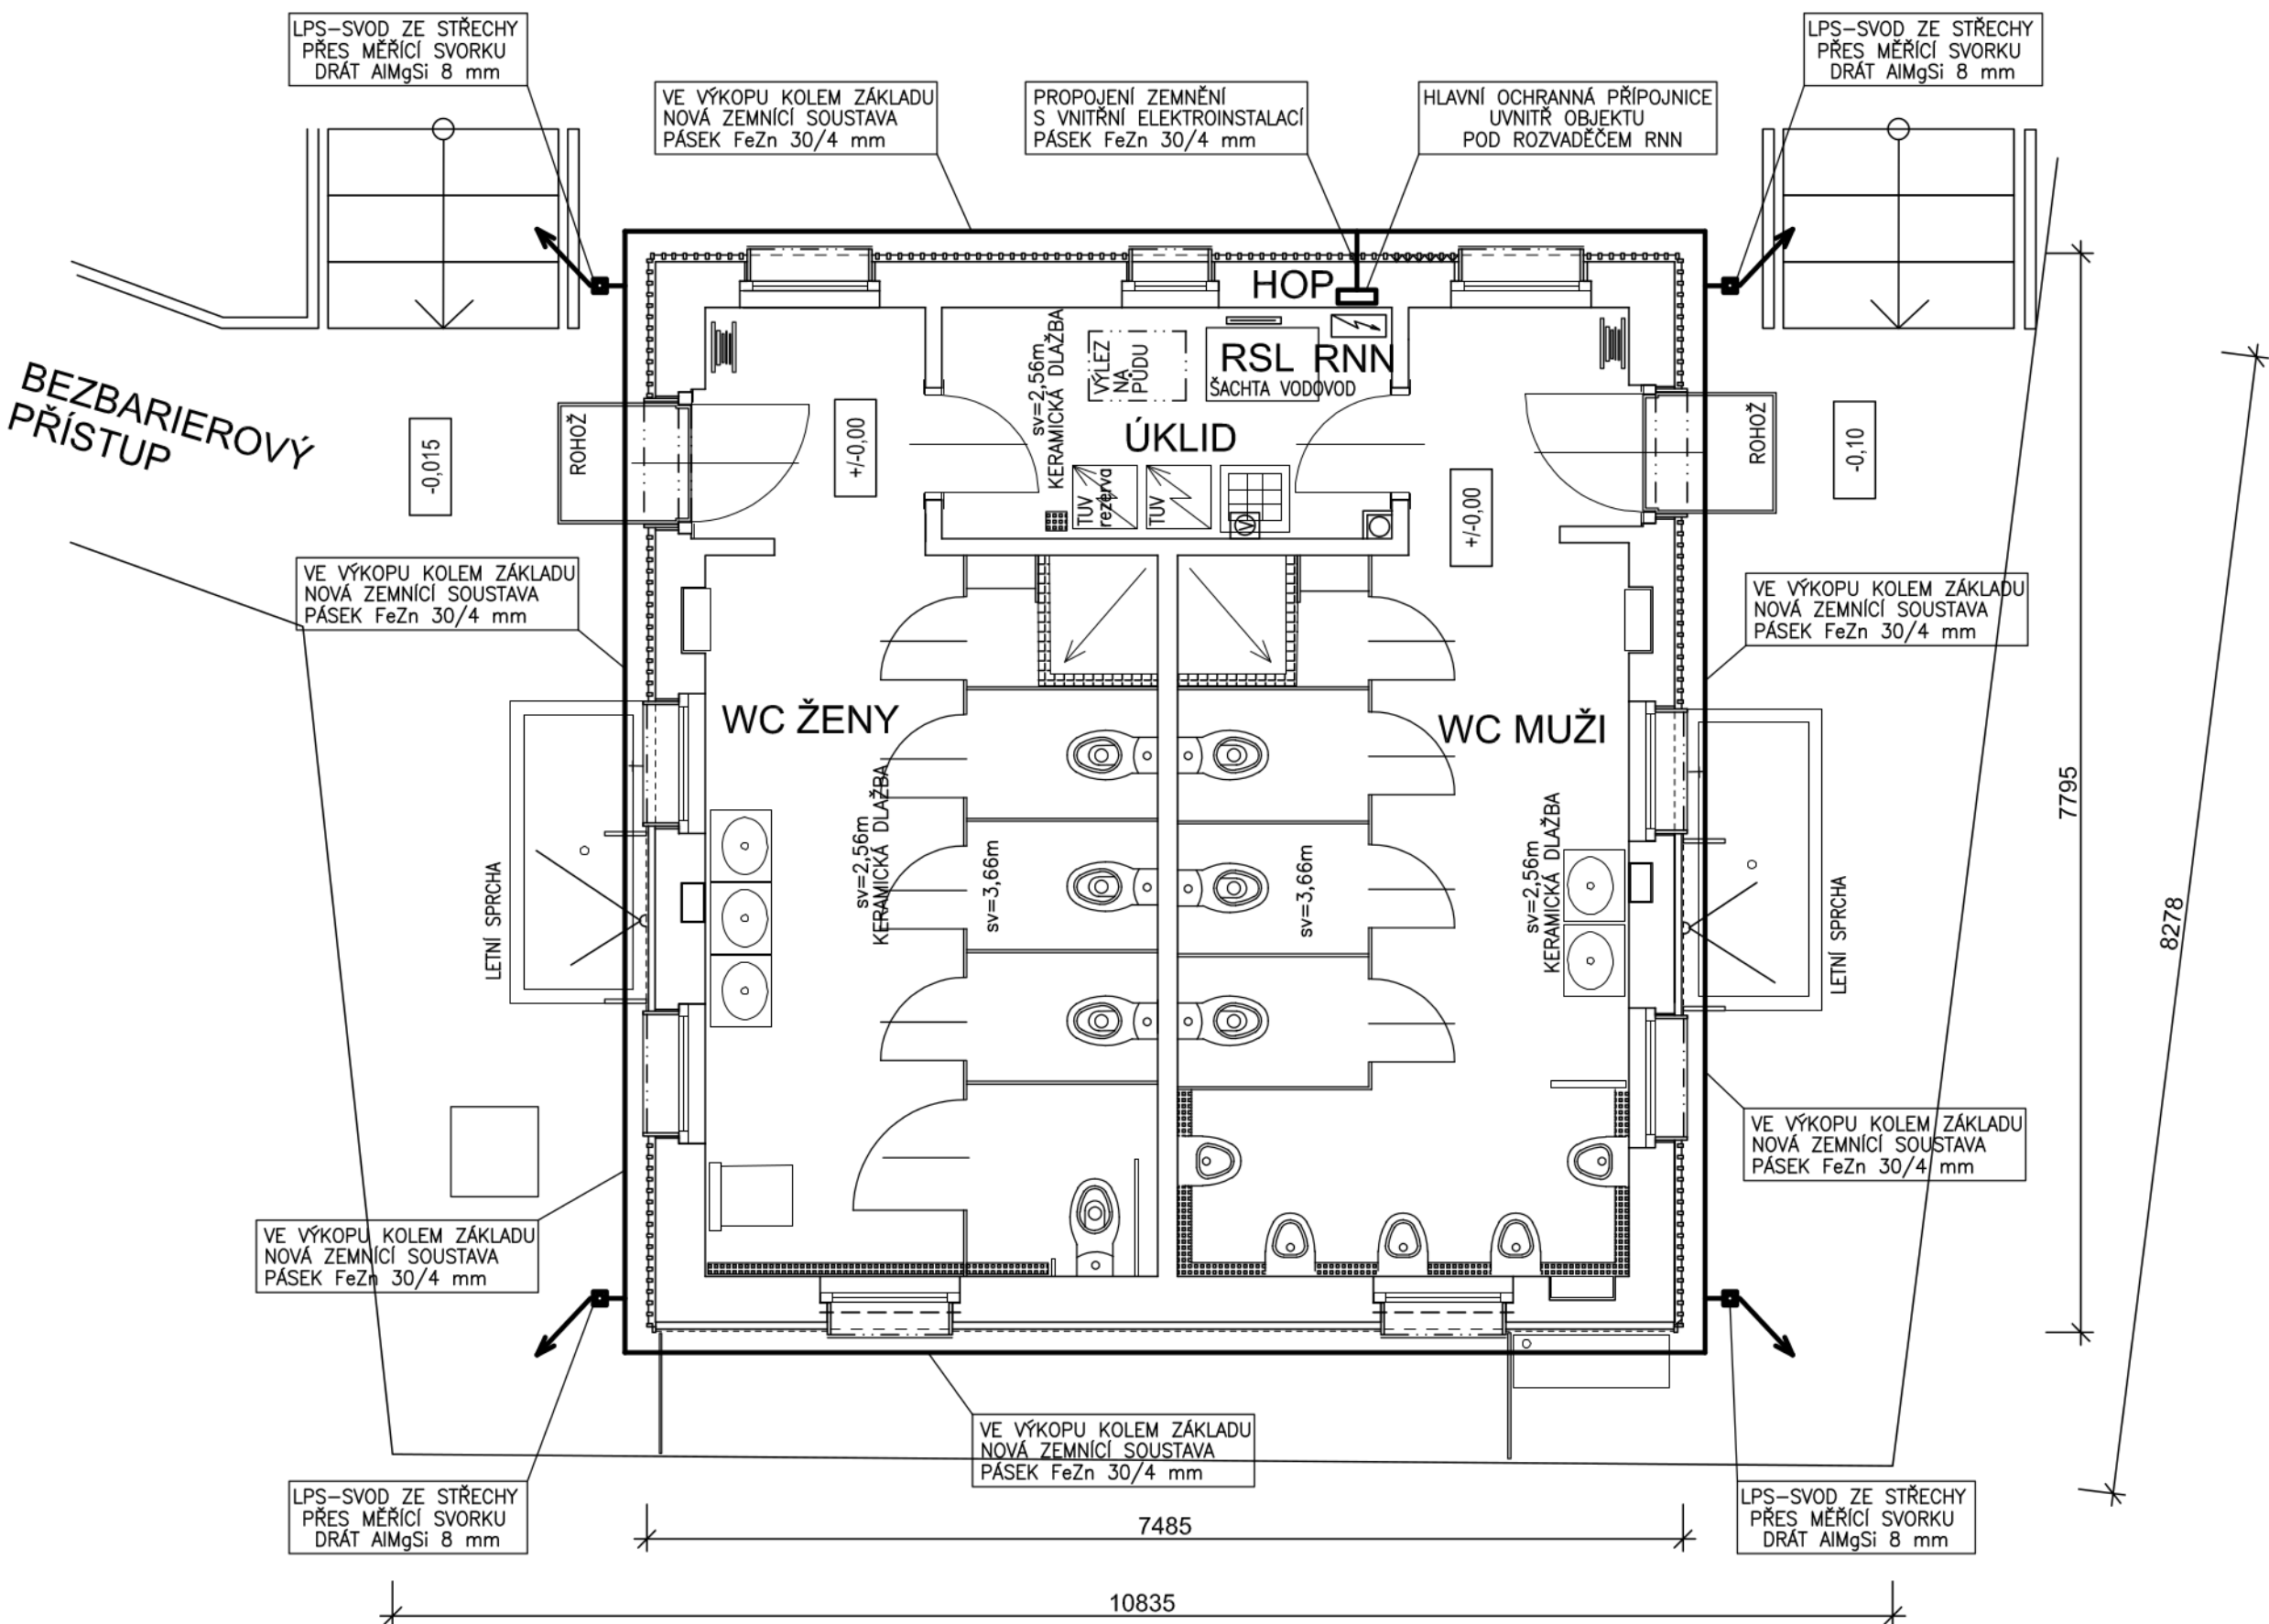 LPS-SVOD ZE STŘECHY
PŘES MĚŘÍCÍ SVORKU
DRÁT AlMgSi 8 mm
LPS-SVOD ZE STŘECHY
PŘES MĚŘÍCÍ SVORKU
DRÁT AlMgSi 8 mm
VE VÝKOPU KOLEM ZÁKLADU
NOVÁ ZEMNÍCÍ SOUSTAVA
PÁSEK FeZn 30/4 mm
PROPOJENÍ ZEMNĚNÍ
S VNITŘNÍ ELEKTROINSTALACÍ
PÁSEK FeZn 30/4 mm
HLAVNÍ OCHRANNÁ PŘÍPOJNICE
UVNITŘ OBJEKTU
POD ROZVADĚČEM RNN
HOP
RSL RNN
ŠACHTA VODOVOD
VÝLEZ
NA
PŮDU
sv=2,56m
KERAMICKÁ DLAŽBA
ÚKLID
BEZBARIEROVÝ
PŘÍSTUP
-0,015
ROHOŽ
+/-0,00
TUV
rezerva
TUV
+/-0,00
ROHOŽ
-0,10
VE VÝKOPU KOLEM ZÁKLADU
NOVÁ ZEMNÍCÍ SOUSTAVA
PÁSEK FeZn 30/4 mm
VE VÝKOPU KOLEM ZÁKLADU
NOVÁ ZEMNÍCÍ SOUSTAVA
PÁSEK FeZn 30/4 mm
WC ŽENY
WC MUŽI
LETNÍ SPRCHA
sv=2,56m
KERAMICKÁ DLAŽBA
sv=3,66m
sv=3,66m
sv=2,56m
KERAMICKÁ DLAŽBA
LETNÍ SPRCHA
7795
8278
VE VÝKOPU KOLEM ZÁKLADU
NOVÁ ZEMNÍCÍ SOUSTAVA
PÁSEK FeZn 30/4 mm
VE VÝKOPU KOLEM ZÁKLADU
NOVÁ ZEMNÍCÍ SOUSTAVA
PÁSEK FeZn 30/4 mm
VE VÝKOPU KOLEM ZÁKLADU
NOVÁ ZEMNÍCÍ SOUSTAVA
PÁSEK FeZn 30/4 mm
LPS-SVOD ZE STŘECHY
PŘES MĚŘÍCÍ SVORKU
DRÁT AlMgSi 8 mm
LPS-SVOD ZE STŘECHY
PŘES MĚŘÍCÍ SVORKU
DRÁT AlMgSi 8 mm
7485
10835